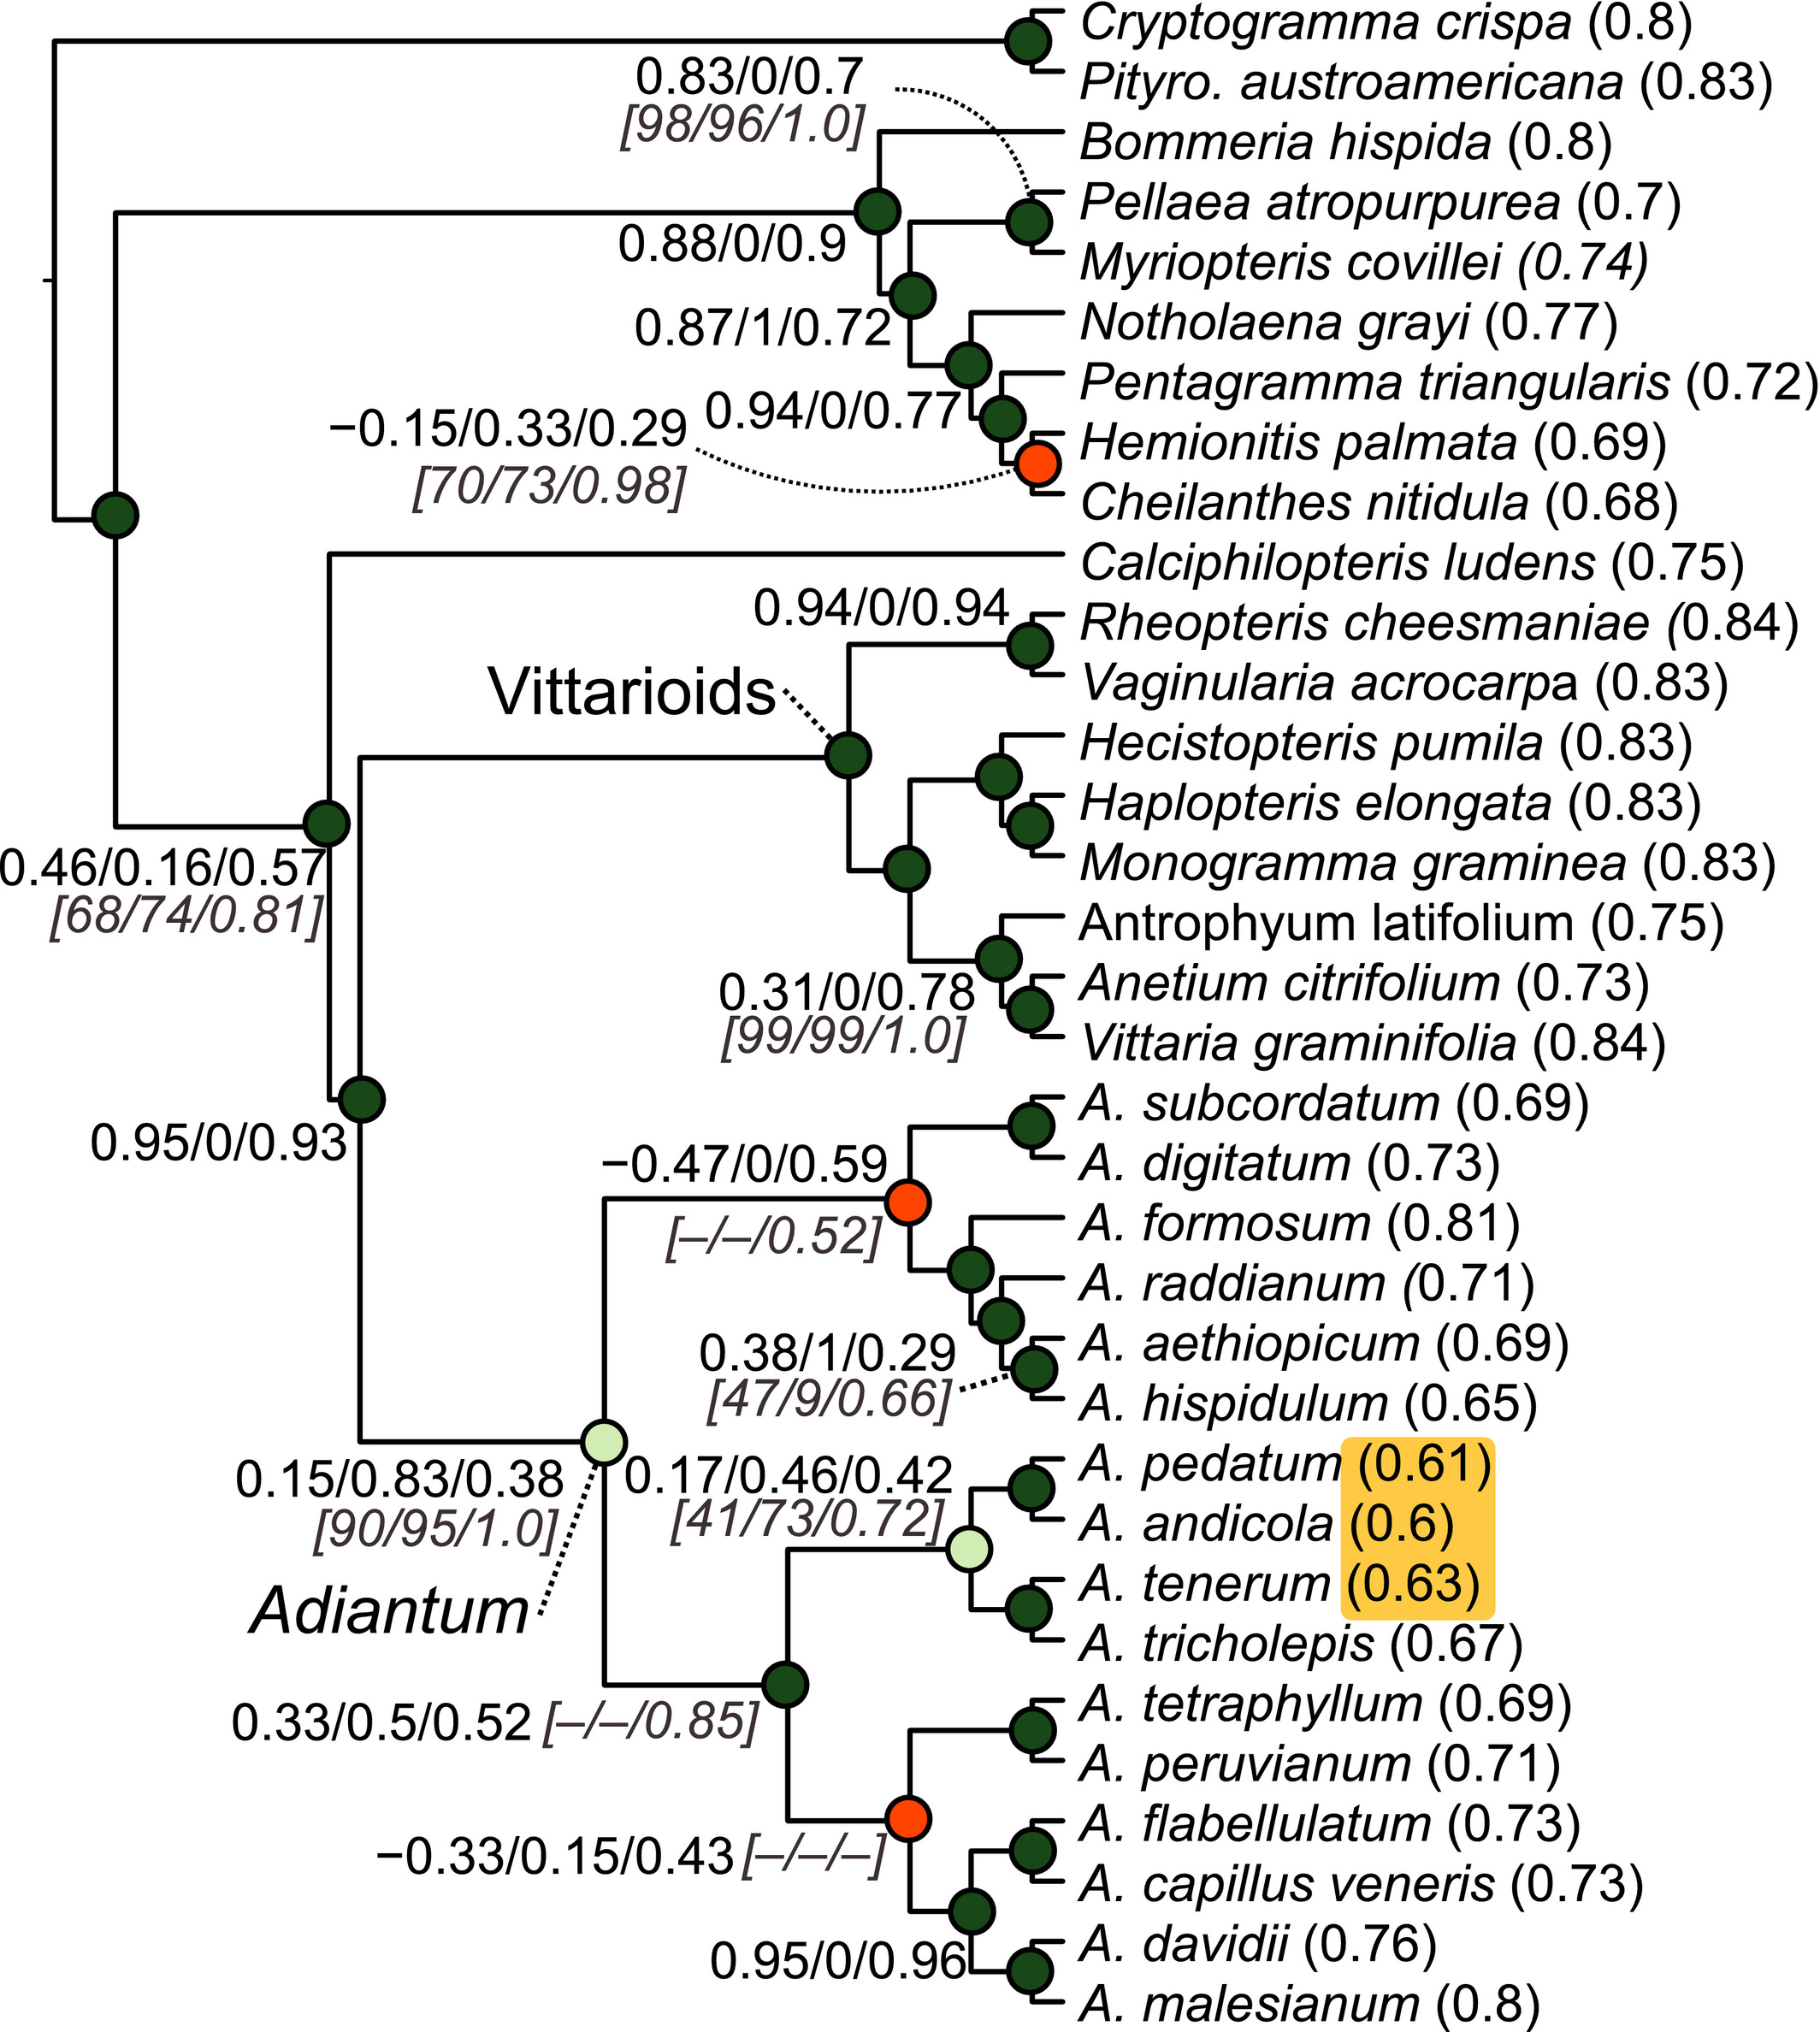 Cryptogramma crispa (0.8)
0.83/0/0.7
Pityro. austroamericana (0.83)
[98/96/1.0]
Bommeria hispida (0.8)
Pellaea atropurpurea (0.7)
0.88/0/0.9
Myriopteris covillei (0.74)
0.87/1/0.72
Notholaena grayi (0.77)
Pentagramma triangularis (0.72)
0.94/0/0.77
−0.15/0.33/0.29
Hemionitis palmata (0.69)
[70/73/0.98]
Cheilanthes nitidula (0.68)
Calciphilopteris ludens (0.75)
0.94/0/0.94
Rheopteris cheesmaniae (0.84)
Vittarioids
Vaginularia acrocarpa (0.83)
Hecistopteris pumila (0.83)
Haplopteris elongata (0.83)
0.46/0.16/0.57
Monogramma graminea (0.83)
[68/74/0.81]
Antrophyum latifolium (0.75)
0.31/0/0.78
Anetium citrifolium (0.73)
[99/99/1.0]
Vittaria graminifolia (0.84)
A. subcordatum (0.69)
0.95/0/0.93
−0.47/0/0.59
A. digitatum (0.73)
[–/–/0.52]
A. formosum (0.81)
A. raddianum (0.71)
0.38/1/0.29
A. aethiopicum (0.69)
[47/9/0.66]
A. hispidulum (0.65)
0.15/0.83/0.38
0.17/0.46/0.42
A. pedatum (0.61)
[90/95/1.0]
[41/73/0.72]
A. andicola (0.6)
Adiantum
A. tenerum (0.63)
A. tricholepis (0.67)
0.33/0.5/0.52 [–/–/0.85]
A. tetraphyllum (0.69)
A. peruvianum (0.71)
A. flabellulatum (0.73)
−0.33/0.15/0.43 [–/–/–]
A. capillus veneris (0.73)
0.95/0/0.96
A. davidii (0.76)
A. malesianum (0.8)